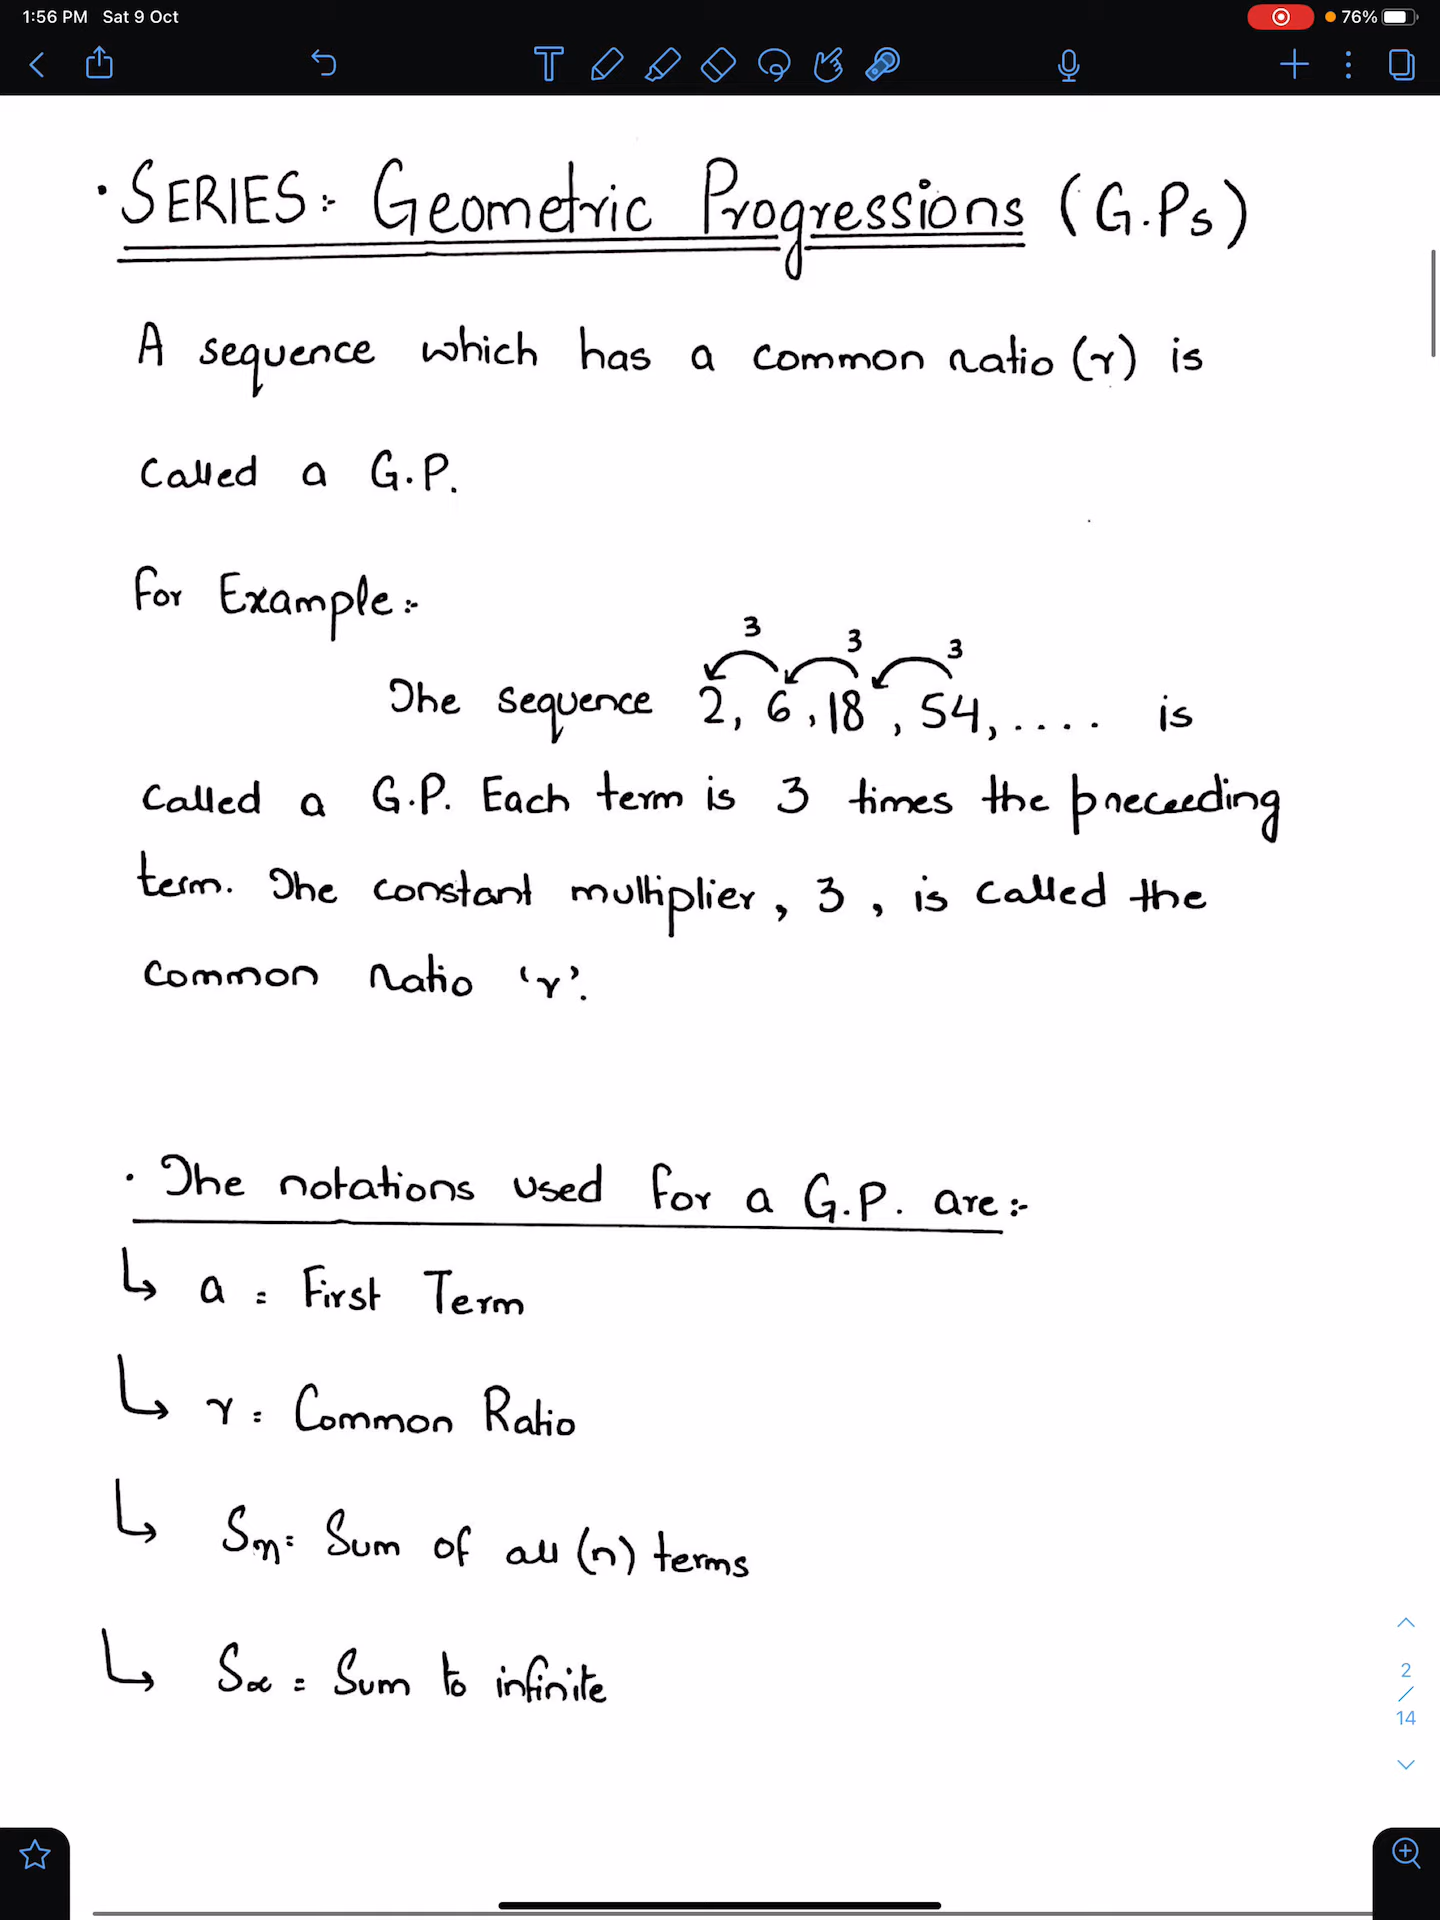 1:56 PM Sat 9 Oct 76%
• SERIES:- Geometric Progressions (G.Ps)
A sequence which has a common ratio (r) is
Called a G.P.
For Example:-
3 3 3
The sequence 2, 6, 18, 54, .... is
Called a G.P. Each term is 3 times the preceeding
term. The constant multiplier, 3, is called the
common ratio 'r'.
• The notations used for a G.P. are:-
↳ a = First Term
↳ r = Common Ratio
↳ Sn = Sum of all (n) terms
↳ S∞ = Sum to infinite
2
/
14